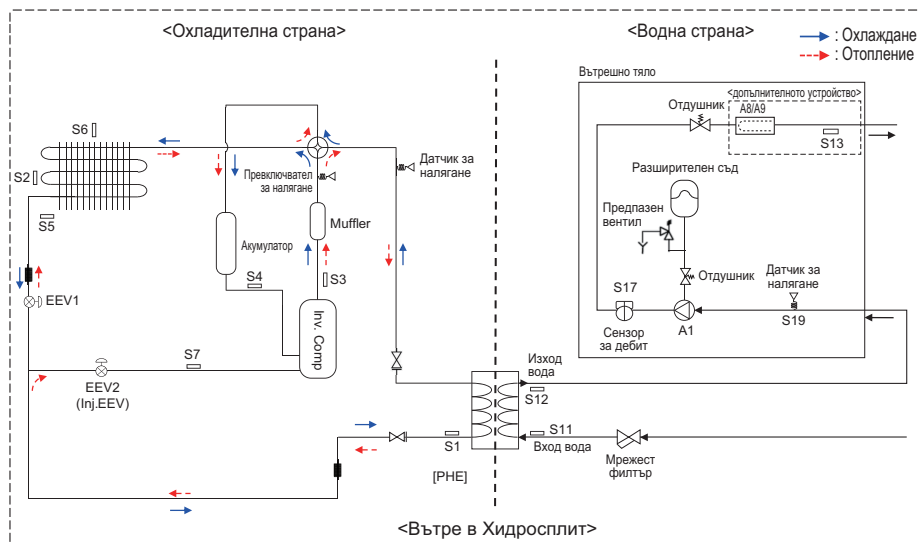 <Охладителна страна>
<Водна страна>
: Охлаждане
: Отопление
Вътрешно тяло
<допълнителното устройство>
A8/A9
Отдушник
S13
S6
S2
S5
Превключвател
за налягане
Датчик за
налягане
Muffler
Акумулатор
S4
S3
Inv. Comp
EEV1
S7
EEV2
(Inj.EEV)
Разширителен съд
Предпазен
вентил
Отдушник
Датчик за
налягане
S17
Сензор
за дебит
A1
S19
Изход
вода
S12
S11
Вход вода
S1
[PHE]
Мрежест
филтър
<Вътре в Хидросплит>